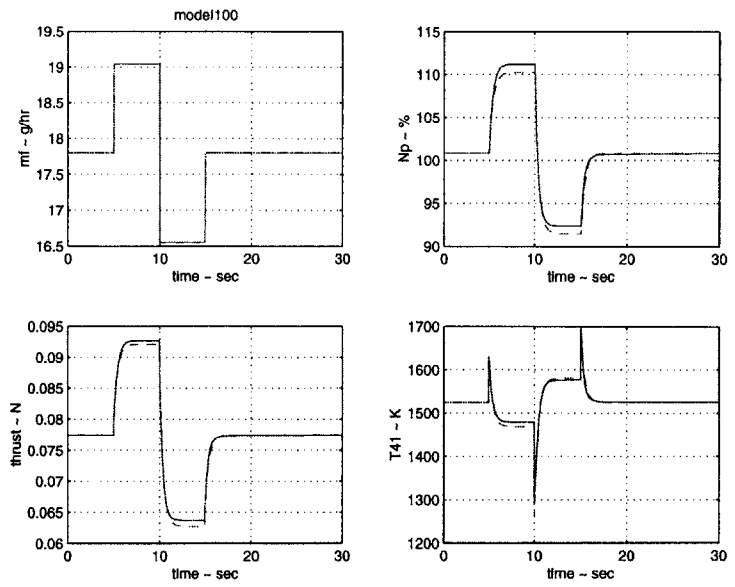 model100
19.5
19
18.5
18
17.5
17
16.5
mf ~ g/hr
0 10 20 30
time ~ sec
115
110
105
100
95
90
Np ~ %
0 10 20 30
time ~ sec
0.095
0.09
0.085
0.08
0.075
0.07
0.065
0.06
thrust ~ N
0 10 20 30
time ~ sec
1700
1600
1500
1400
1300
1200
T41 ~ K
0 10 20 30
time ~ sec